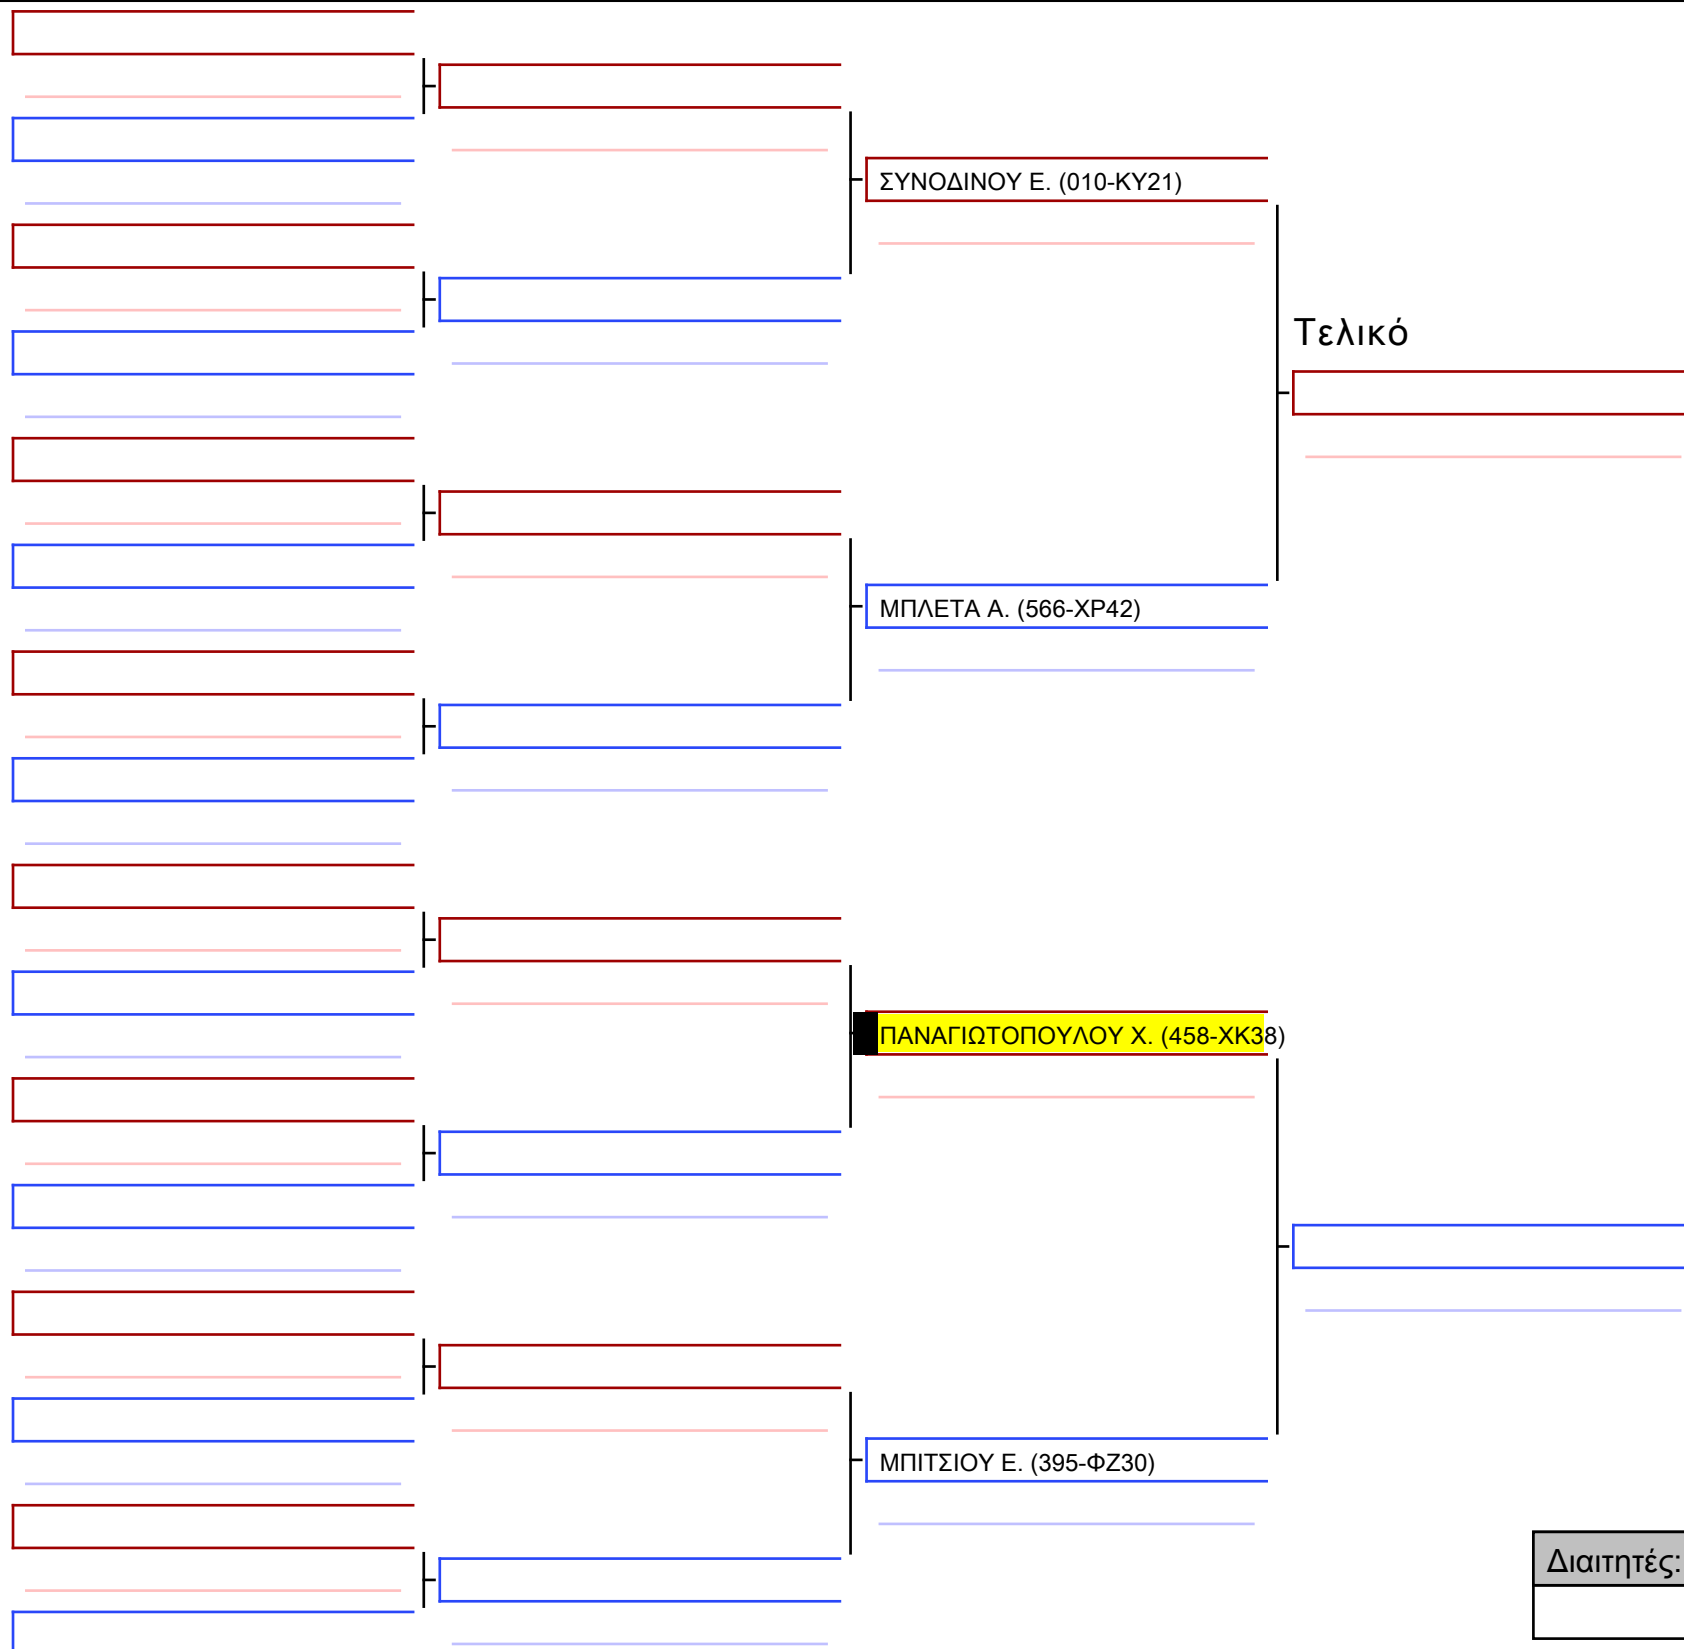 ΣΥΝΟΔΙΝΟΥ Ε. (010-ΚΥ21)
Τελικό
ΜΠΛΕΤΑ Α. (566-ΧΡ42)
ΠΑΝΑΓΙΩΤΟΠΟΥΛΟΥ Χ. (458-ΧΚ38)
ΜΠΙΤΣΙΟΥ Ε. (395-ΦΖ30)
Διαιτητές: